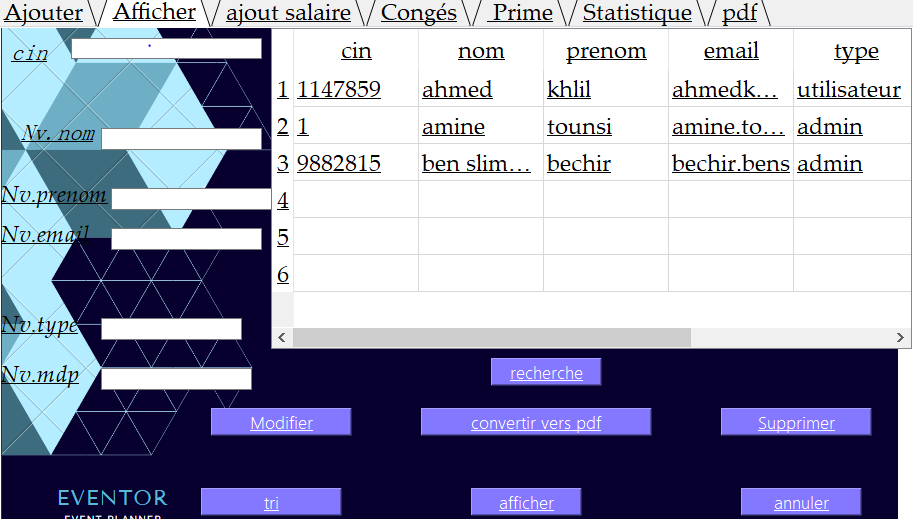 Ajouter Afficher ajout salaire Congés Prime Statistique pdf
cin
Nv.nom
Nv.prenom
Nv.email
Nv.type
Nv.mdp
cin nom prenom email type
1 1147859 ahmed khlil ahmedk… utilisateur
2 1 amine tounsi amine.to… admin
3 9882815 ben slim… bechir bechir.bens admin
4
5
6
recherche
Modifier convertir vers pdf Supprimer
tri afficher annuler
EVENTOR
EVENT PLANNER